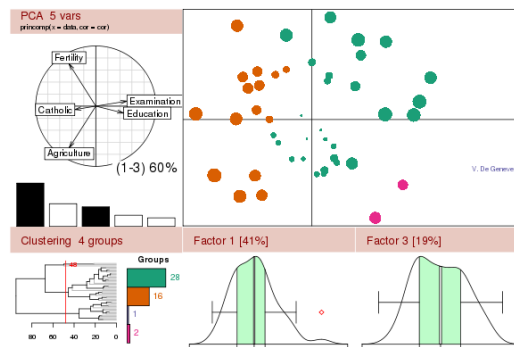 PCA 5 vars
princomp(x = data, cor = cor)
Fertility
Catholic
Examination
Education
Agriculture
(1-3) 60%
V. De Geneve
Clustering 4 groups
Factor 1 [41%]
Factor 3 [19%]
48
Groups
28
16
1
2
80 60 40 20 0